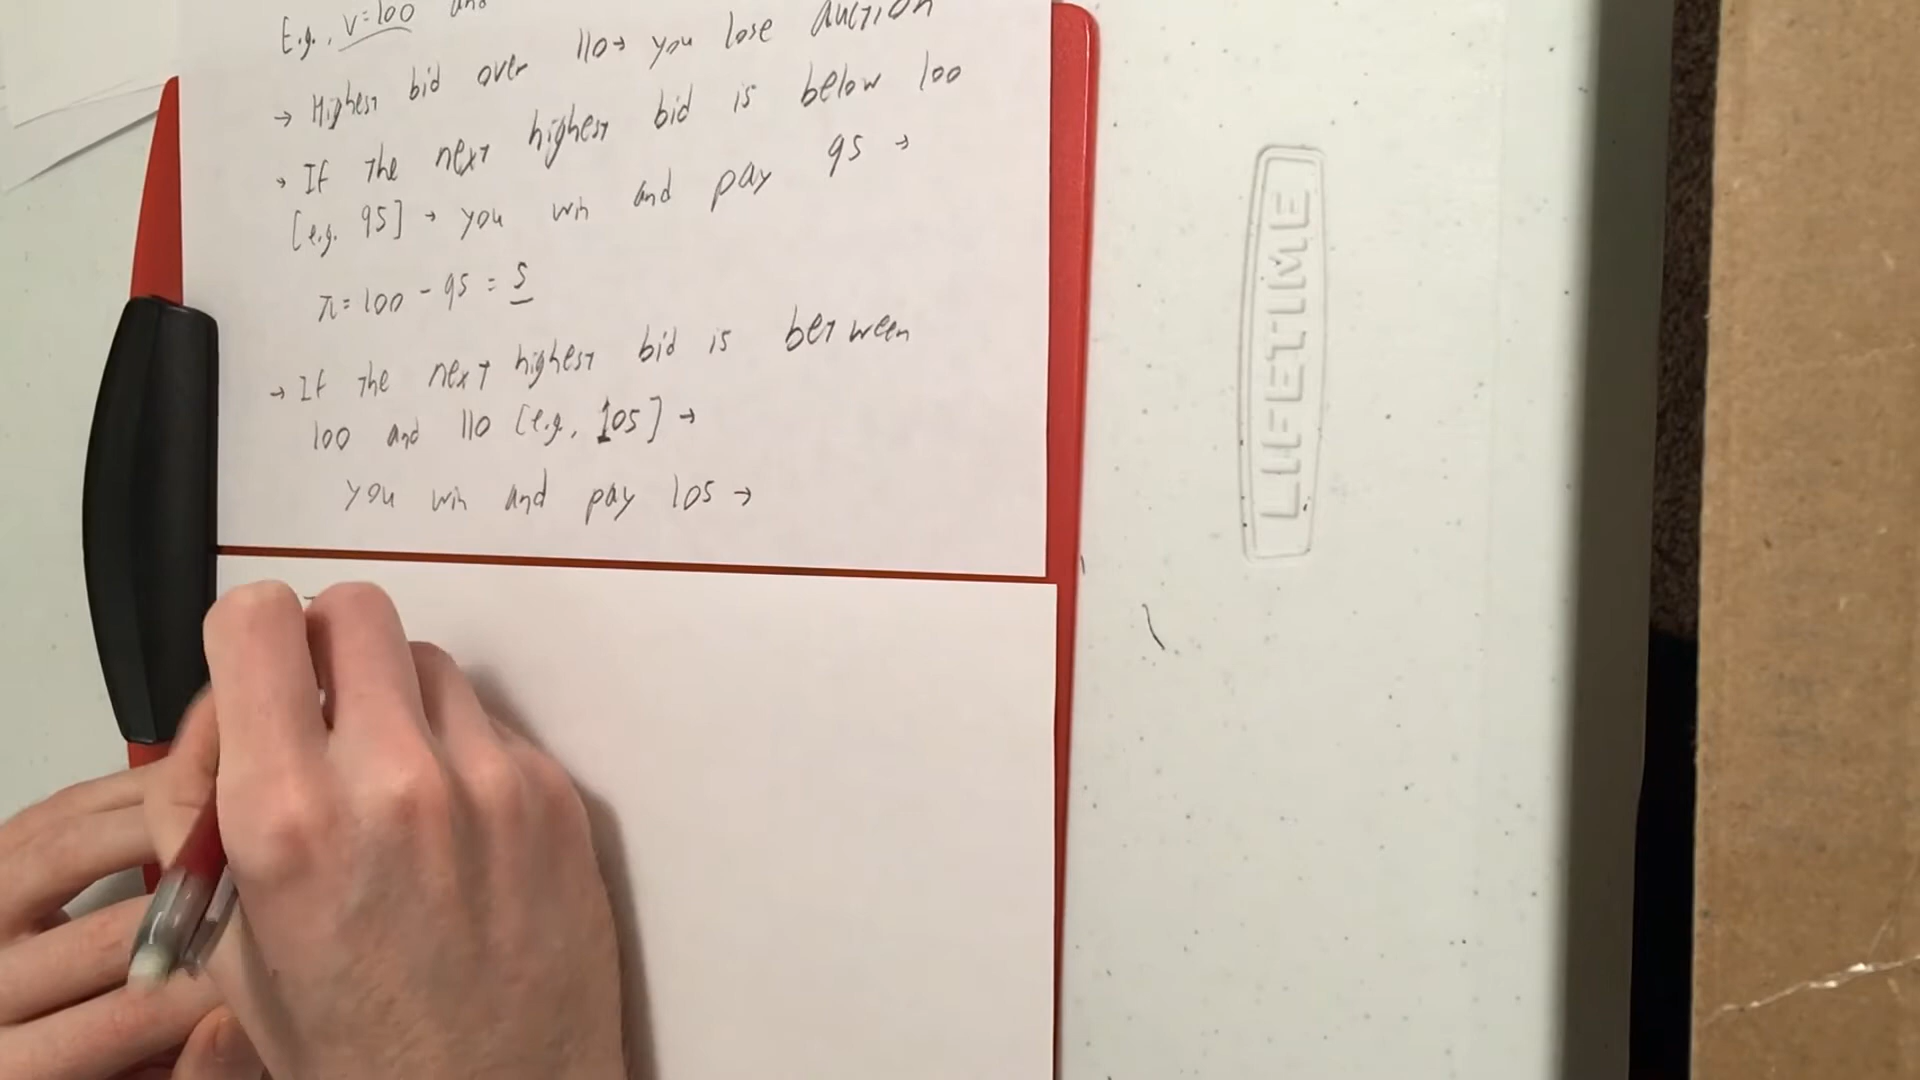 E.g., v=100 and
→ Highest bid over 110→ you lose auction
→ If the next highest bid is below 100
[e.g. 95] → you win and pay 95 →
π = 100 - 95 = 5
→ If the next highest bid is between
100 and 110 [e.g., 105] →
you win and pay 105 →
LIFETIME